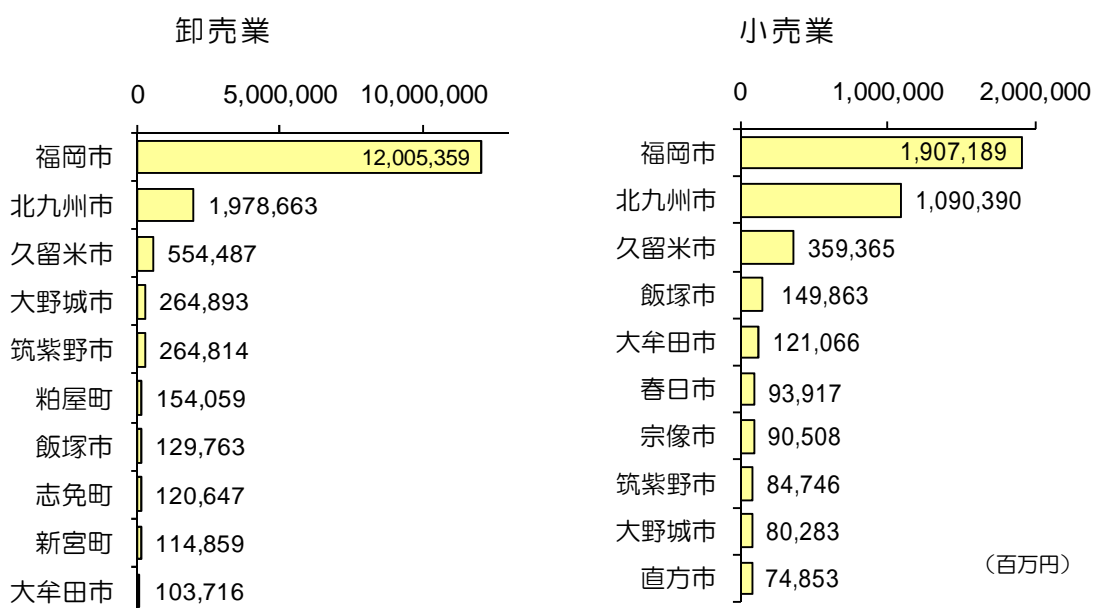 卸売業
0 5,000,000 10,000,000
福岡市 12,005,359
北九州市 1,978,663
久留米市 554,487
大野城市 264,893
筑紫野市 264,814
粕屋町 154,059
飯塚市 129,763
志免町 120,647
新宮町 114,859
大牟田市 103,716
小売業
0 1,000,000 2,000,000
福岡市 1,907,189
北九州市 1,090,390
久留米市 359,365
飯塚市 149,863
大牟田市 121,066
春日市 93,917
宗像市 90,508
筑紫野市 84,746
大野城市 80,283
直方市 74,853
（百万円）